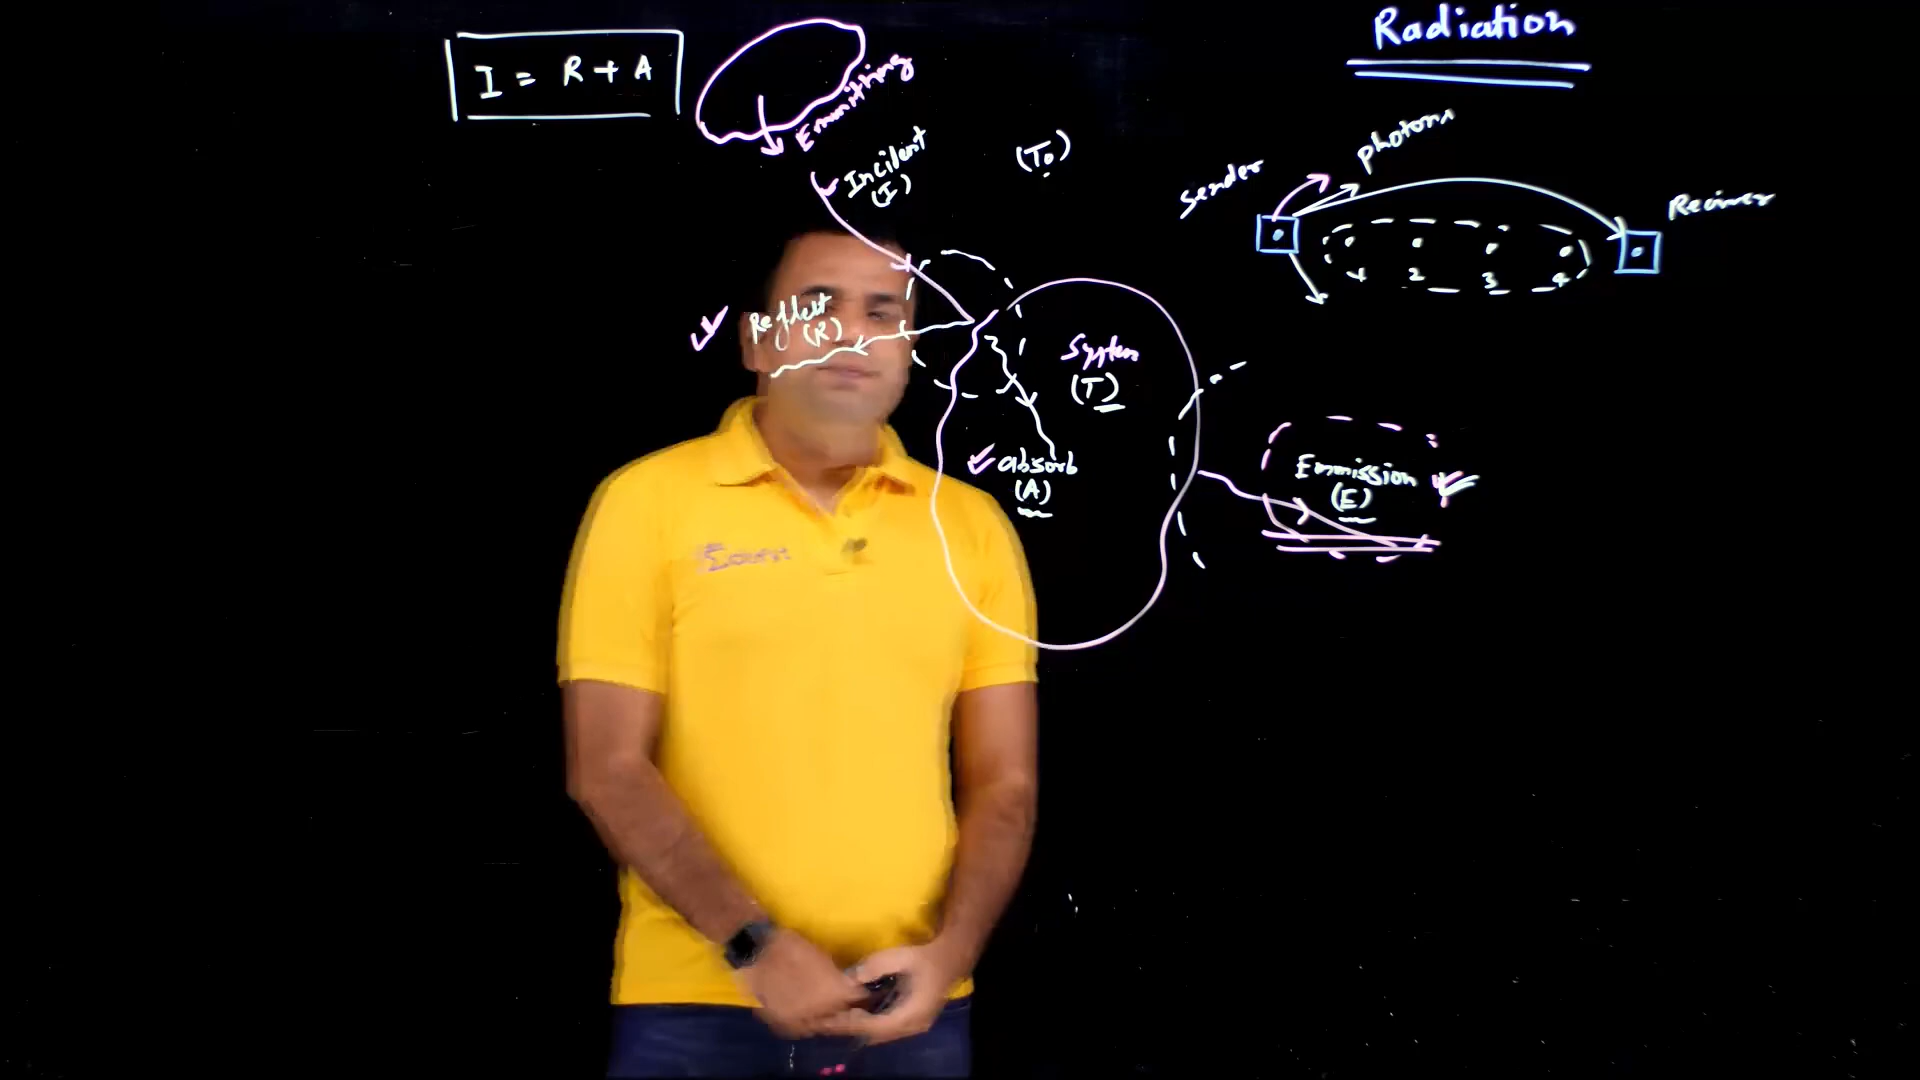 Radiation
I = R + A
Emmitting
Incident
(I)
(T₀)
photons
Sender
Reciver
1 2 3 4
Reflect
(R)
System
(T)
absorb
(A)
Emmission
(E)